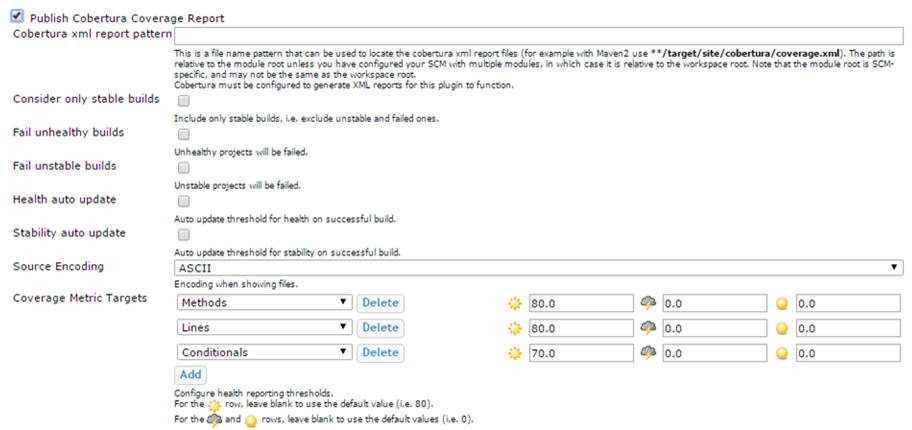 Publish Cobertura Coverage Report
Cobertura xml report pattern
This is a file name pattern that can be used to locate the cobertura xml report files (for example with Maven2 use **/target/site/cobertura/coverage.xml). The path is
relative to the module root unless you have configured your SCM with multiple modules, in which case it is relative to the workspace root. Note that the module root is SCM-
specific, and may not be the same as the workspace root.
Cobertura must be configured to generate XML reports for this plugin to function.
Consider only stable builds
Include only stable builds, i.e. exclude unstable and failed ones.
Fail unhealthy builds
Unhealthy projects will be failed.
Fail unstable builds
Unstable projects will be failed.
Health auto update
Auto update threshold for health on successful build.
Stability auto update
Auto update threshold for stability on successful build.
Source Encoding ASCII
Encoding when showing files.
Coverage Metric Targets Methods Delete 80.0 0.0 0.0
Lines Delete 80.0 0.0 0.0
Conditionals Delete 70.0 0.0 0.0
Add
Configure health reporting thresholds.
For the row, leave blank to use the default value (i.e. 80).
For the and rows, leave blank to use the default values (i.e. 0).